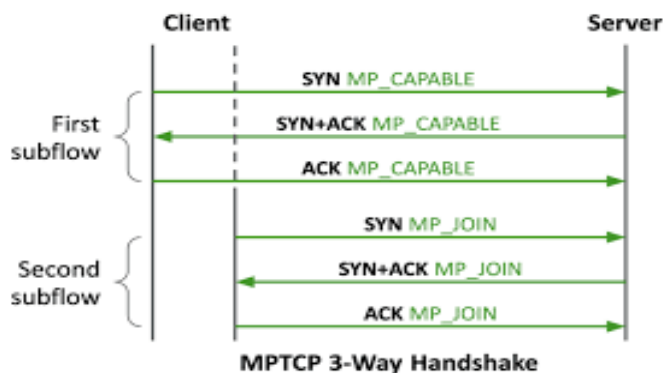 Client
Server
SYN MP_CAPABLE
SYN+ACK MP_CAPABLE
ACK MP_CAPABLE
First
subflow
SYN MP_JOIN
SYN+ACK MP_JOIN
ACK MP_JOIN
Second
subflow
MPTCP 3-Way Handshake